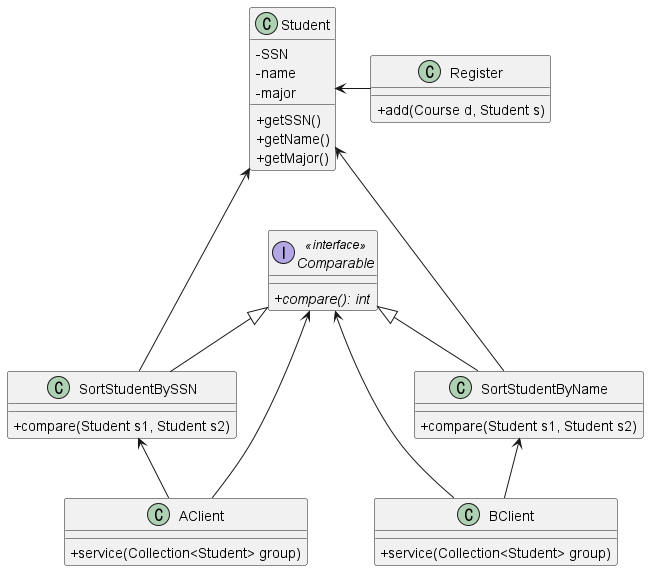 C Student
-SSN
-name
-major
+getSSN()
+getName()
+getMajor()
C Register
+add(Course d, Student s)
«interface»
I Comparable
+compare(): int
C SortStudentBySSN
+compare(Student s1, Student s2)
C SortStudentByName
+compare(Student s1, Student s2)
C AClient
+service(Collection<Student> group)
C BClient
+service(Collection<Student> group)